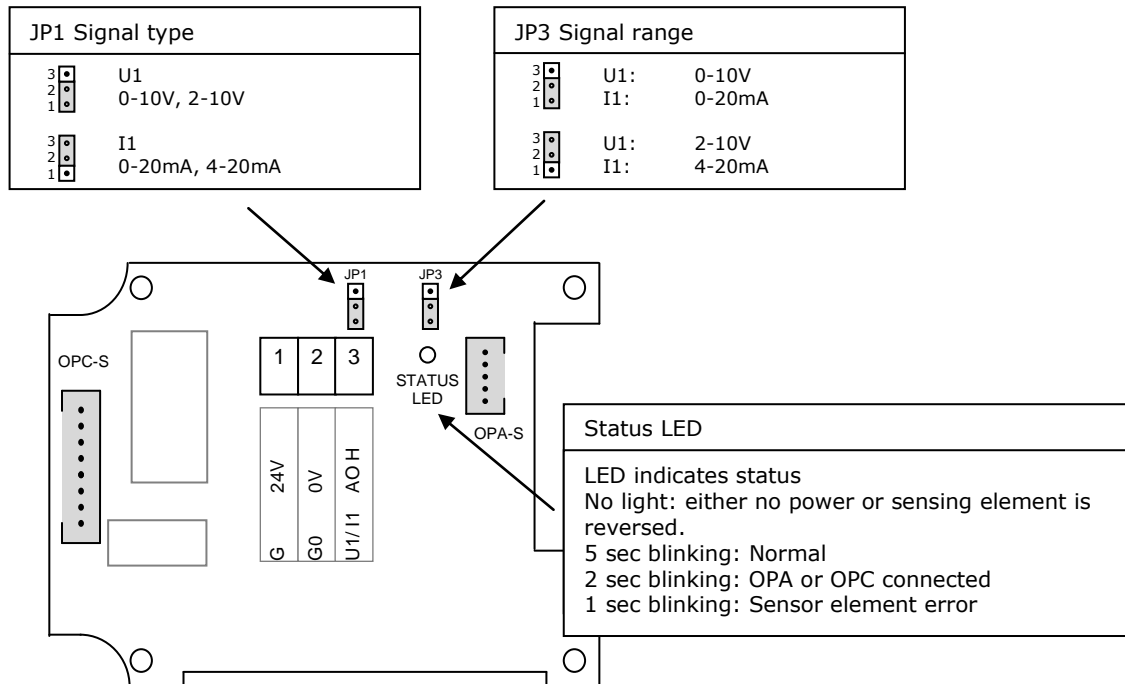 JP1 Signal type
3
2
1
U1
0-10V, 2-10V
3
2
1
I1
0-20mA, 4-20mA
JP3 Signal range
3
2
1
U1: 0-10V
I1: 0-20mA
3
2
1
U1: 2-10V
I1: 4-20mA
JP1
JP3
OPC-S
1 2 3
STATUS
LED
OPA-S
G 24V
G0 0V
U1/I1 AO H
Status LED
LED indicates status
No light: either no power or sensing element is
reversed.
5 sec blinking: Normal
2 sec blinking: OPA or OPC connected
1 sec blinking: Sensor element error